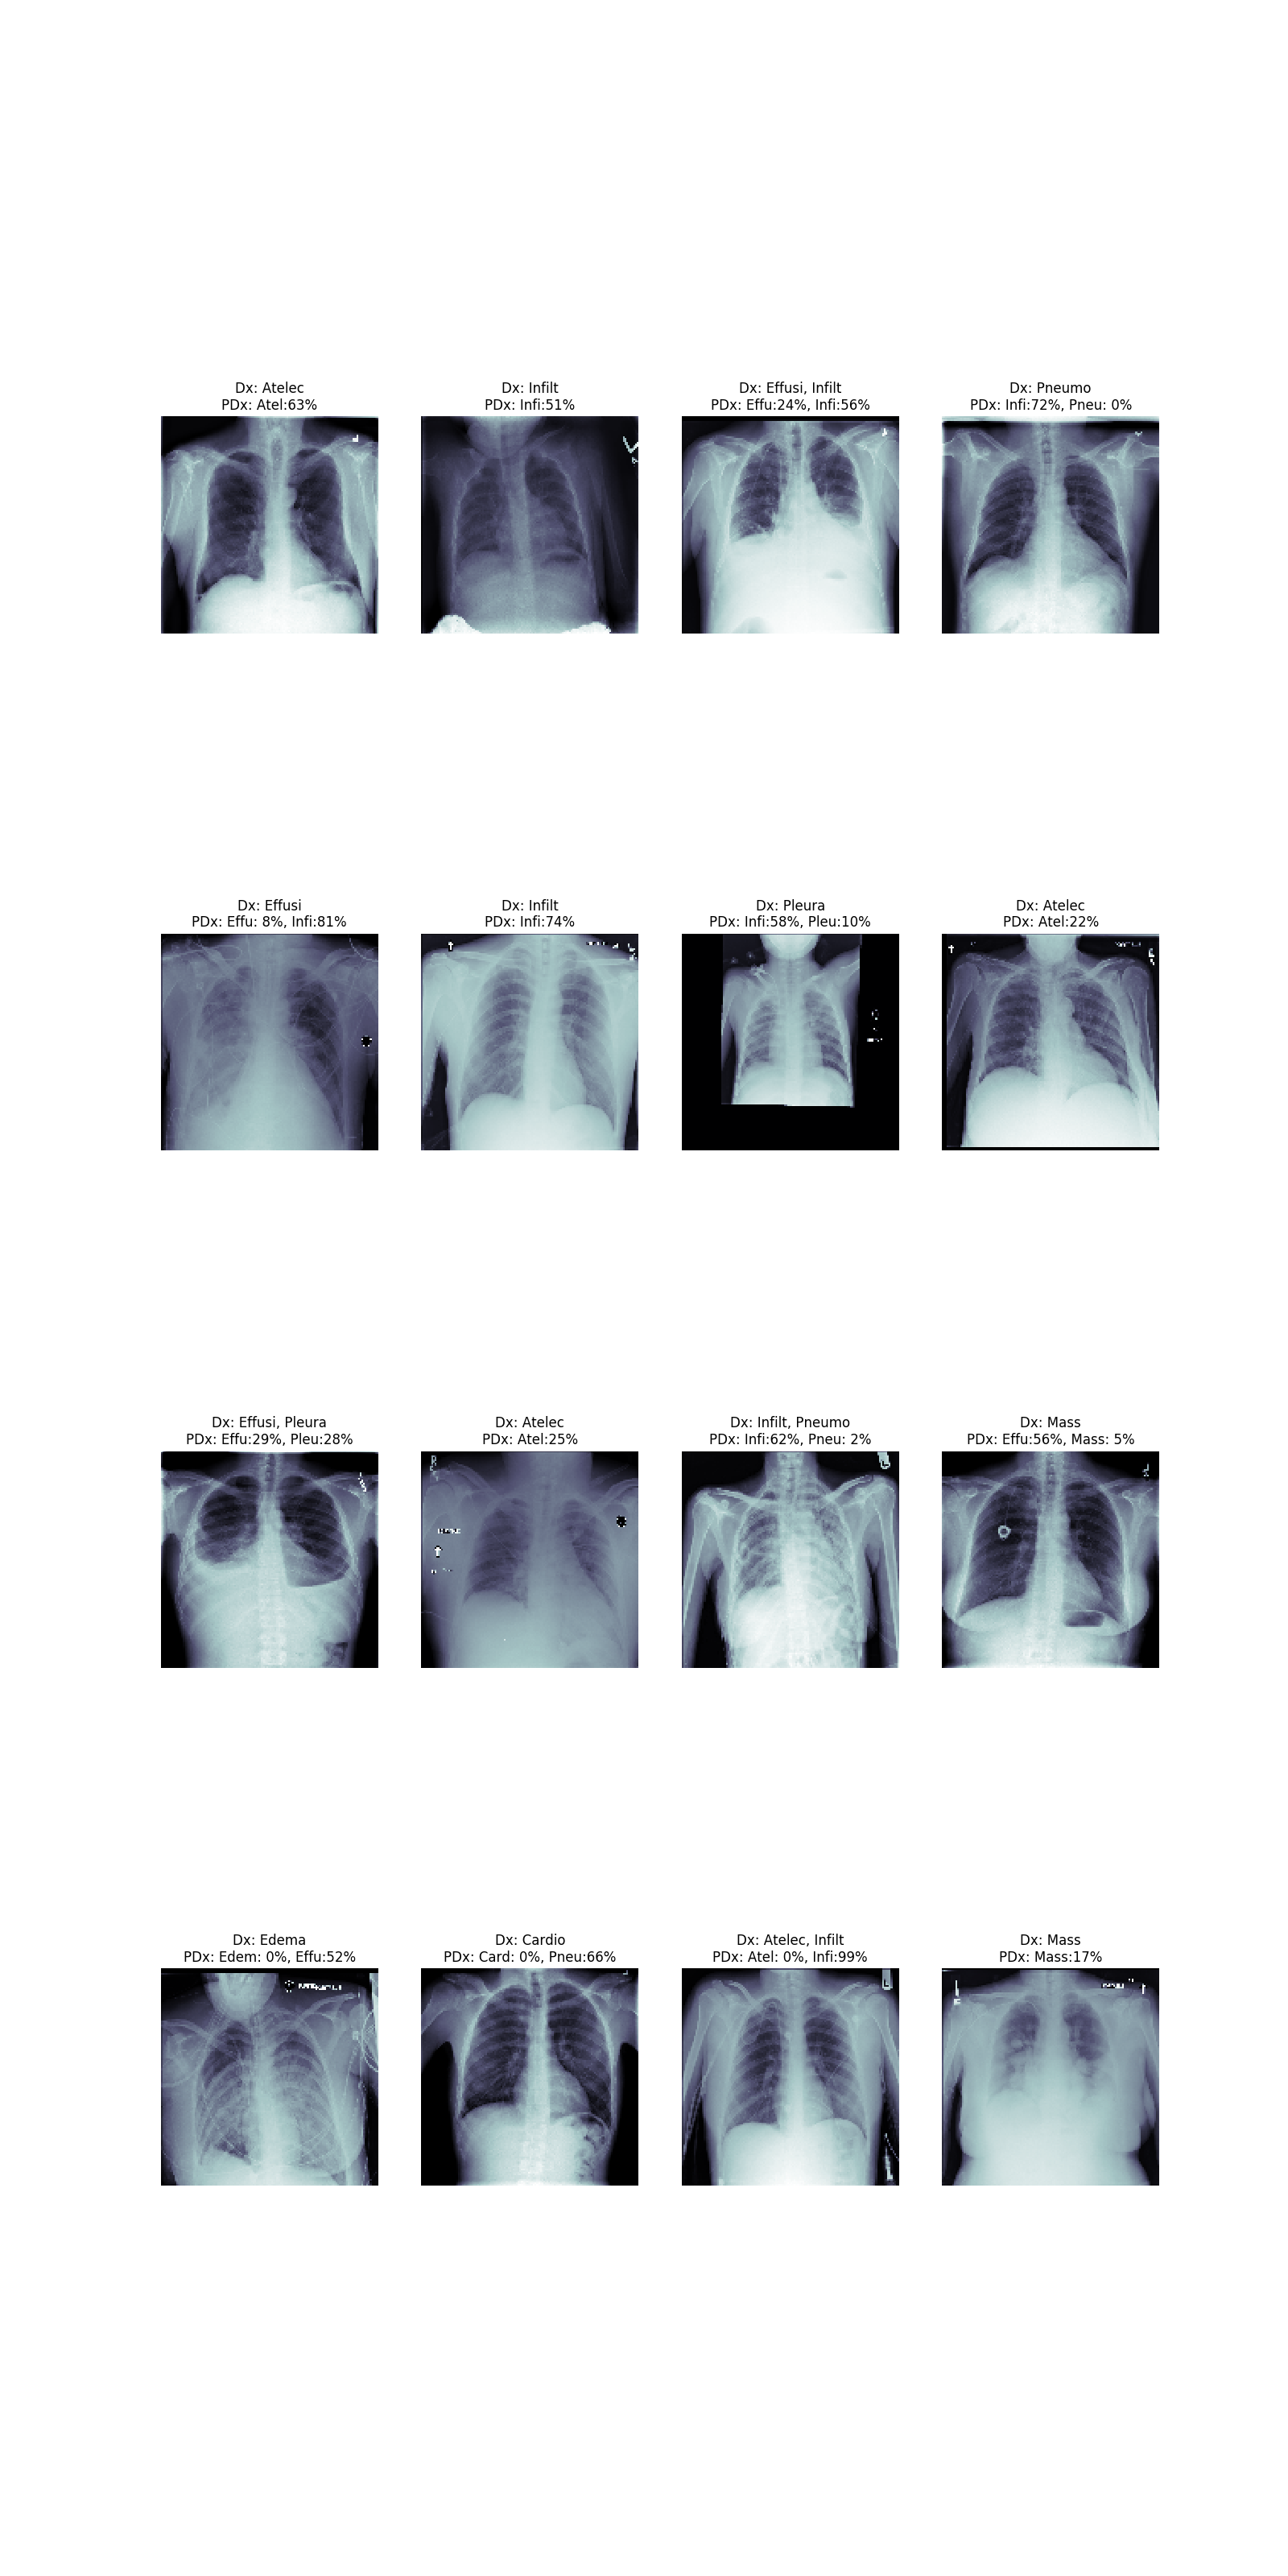 Dx: Atelec
PDx: Atel:63%
Dx: Infilt
PDx: Infi:51%
Dx: Effusi, Infilt
PDx: Effu:24%, Infi:56%
Dx: Pneumo
PDx: Infi:72%, Pneu: 0%
Dx: Effusi
PDx: Effu: 8%, Infi:81%
Dx: Infilt
PDx: Infi:74%
Dx: Pleura
PDx: Infi:58%, Pleu:10%
Dx: Atelec
PDx: Atel:22%
Dx: Effusi, Pleura
PDx: Effu:29%, Pleu:28%
Dx: Atelec
PDx: Atel:25%
R
Dx: Infilt, Pneumo
PDx: Infi:62%, Pneu: 2%
L
Dx: Mass
PDx: Effu:56%, Mass: 5%
Dx: Edema
PDx: Edem: 0%, Effu:52%
Dx: Cardio
PDx: Card: 0%, Pneu:66%
Dx: Atelec, Infilt
PDx: Atel: 0%, Infi:99%
L
Dx: Mass
PDx: Mass:17%